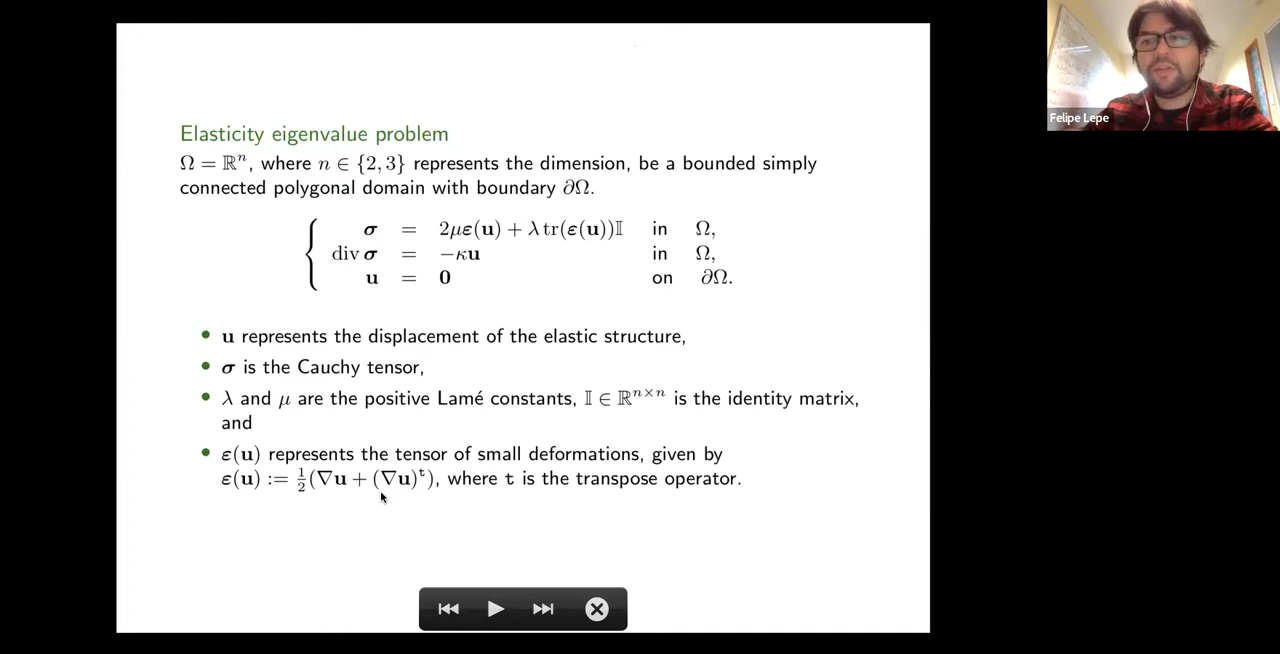 Elasticity eigenvalue problem
Ω = ℝⁿ, where n ∈ {2, 3} represents the dimension, be a bounded simply
connected polygonal domain with boundary ∂Ω.
σ = 2με(u) + λ tr(ε(u))𝕀 in Ω,
div σ = −κu in Ω,
u = 0 on ∂Ω.
• u represents the displacement of the elastic structure,
• σ is the Cauchy tensor,
• λ and μ are the positive Lamé constants, 𝕀 ∈ ℝⁿˣⁿ is the identity matrix,
and
• ε(u) represents the tensor of small deformations, given by
ε(u) := ½(∇u + (∇u)ᵗ), where t is the transpose operator.
Felipe Lepe